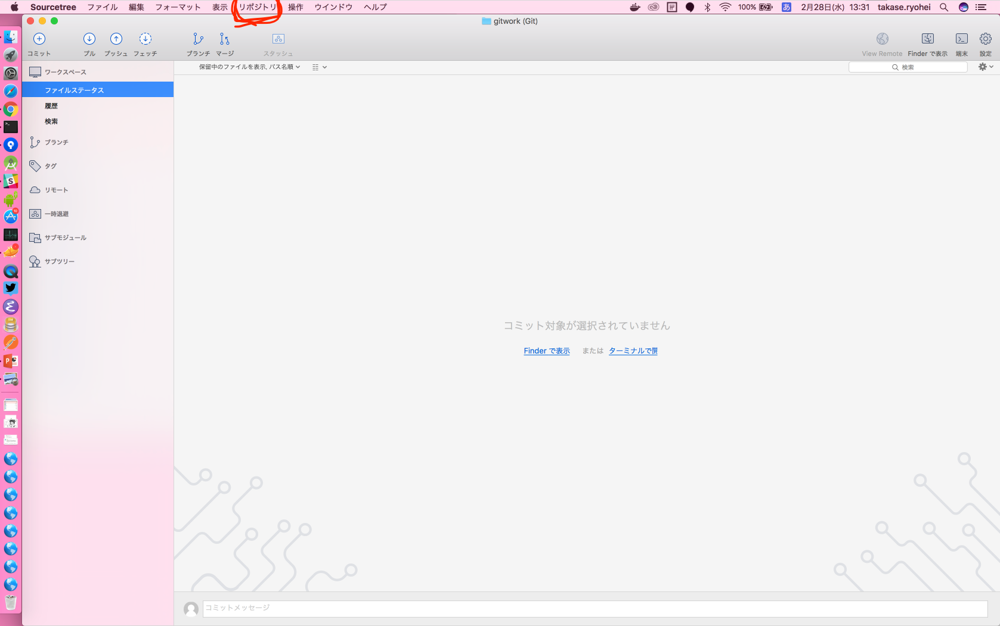 Sourcetree ファイル 編集 フォーマット 表示 リポジトリ 操作 ウインドウ ヘルプ 100% あ 2月28日(水) 13:31 takase.ryohei
gitwork (Git)
コミット プル プッシュ フェッチ ブランチ マージ スタッシュ View Remote Finder で表示 端末 設定
保留中のファイルを表示, パス名順 検索
ワークスペース
ファイルステータス
履歴
検索
ブランチ
タグ
リモート
一時退避
サブモジュール
サブツリー
コミット対象が選択されていません
Finder で表示 または ターミナルで開
コミットメッセージ